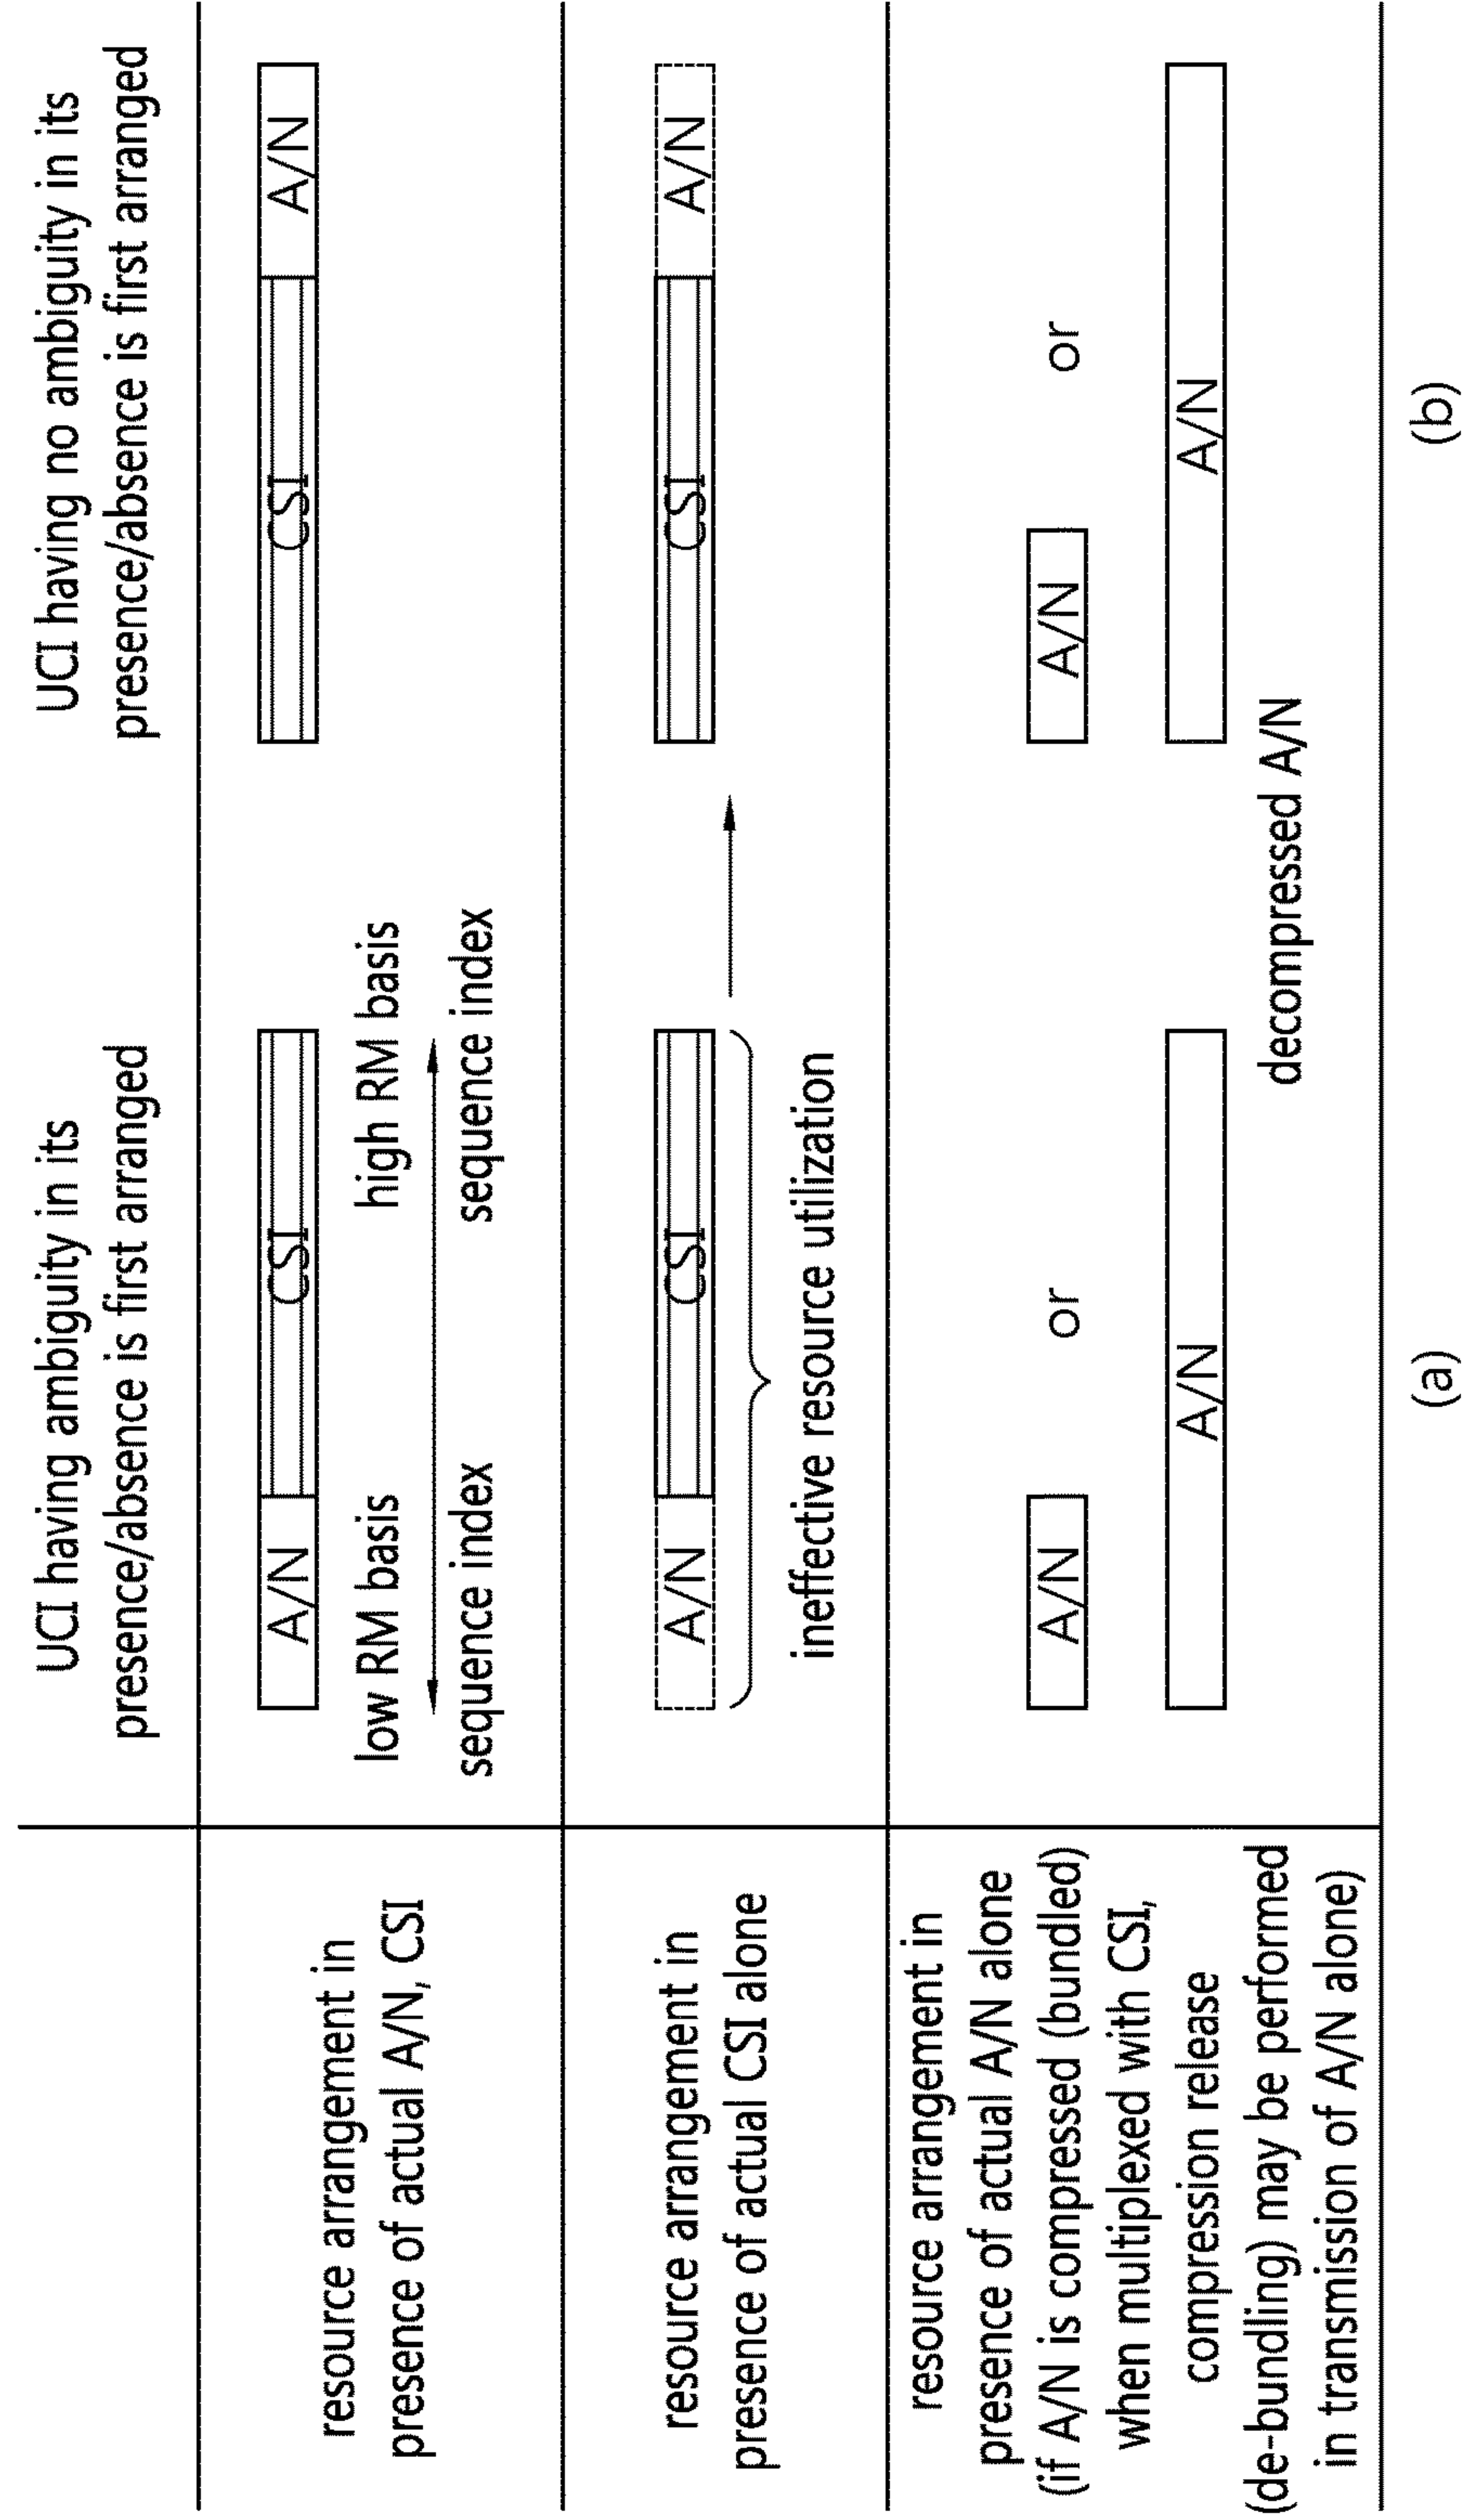 UCI having ambiguity in its
presence/absence is first arranged
UCI having no ambiguity in its
presence/absence is first arranged
resource arrangement in
presence of actual A/N, CSI
A/N
CSI
CSI
A/N
low RM basis
sequence index
high RM basis
sequence index
resource arrangement in
presence of actual CSI alone
A/N
CSI
CSI
A/N
ineffective resource utilization
resource arrangement in
presence of actual A/N alone
(if A/N is compressed (bundled)
when multiplexed with CSI,
compression release
(de-bundling) may be performed
in transmission of A/N alone)
A/N
or
A/N
or
A/N
A/N
decompressed A/N
(a)
(b)